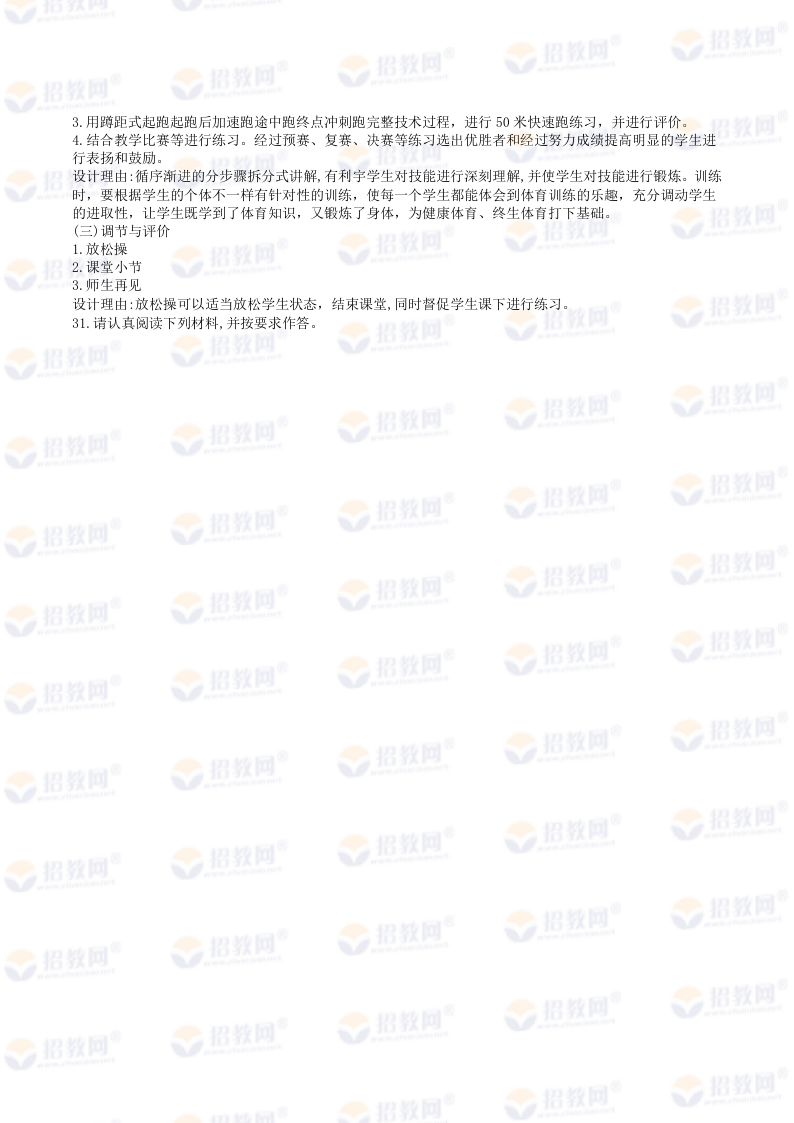 3.用蹲距式起跑起跑后加速跑途中跑终点冲刺跑完整技术过程，进行 50 米快速跑练习，并进行评价。
4.结合教学比赛等进行练习。经过预赛、复赛、决赛等练习选出优胜者和经过努力成绩提高明显的学生进
行表扬和鼓励。
设计理由:循序渐进的分步骤拆分式讲解,有利宇学生对技能进行深刻理解,并使学生对技能进行锻炼。训练
时，要根据学生的个体不一样有针对性的训练，使每一个学生都能体会到体育训练的乐趣，充分调动学生
的进取性，让学生既学到了体育知识，又锻炼了身体，为健康体育、终生体育打下基础。
(三)调节与评价
1.放松操
2.课堂小节
3.师生再见
设计理由:放松操可以适当放松学生状态，结束课堂,同时督促学生课下进行练习。
31.请认真阅读下列材料,并按要求作答。